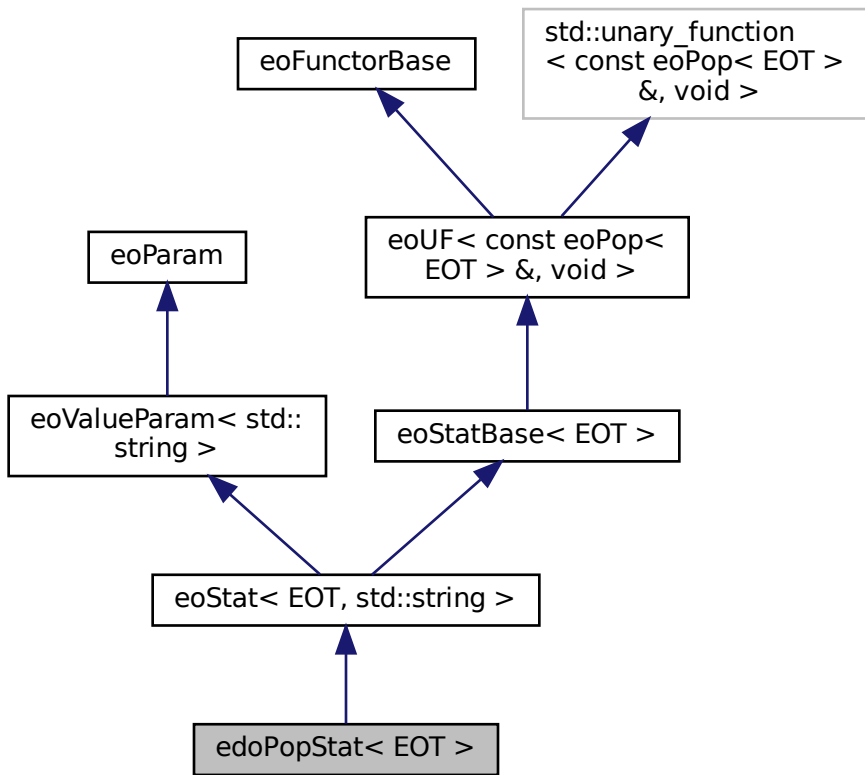 std::unary_function
< const eoPop< EOT >
&, void >
eoFunctorBase
eoUF< const eoPop<
EOT > &, void >
eoParam
eoValueParam< std::
string >
eoStatBase< EOT >
eoStat< EOT, std::string >
edoPopStat< EOT >